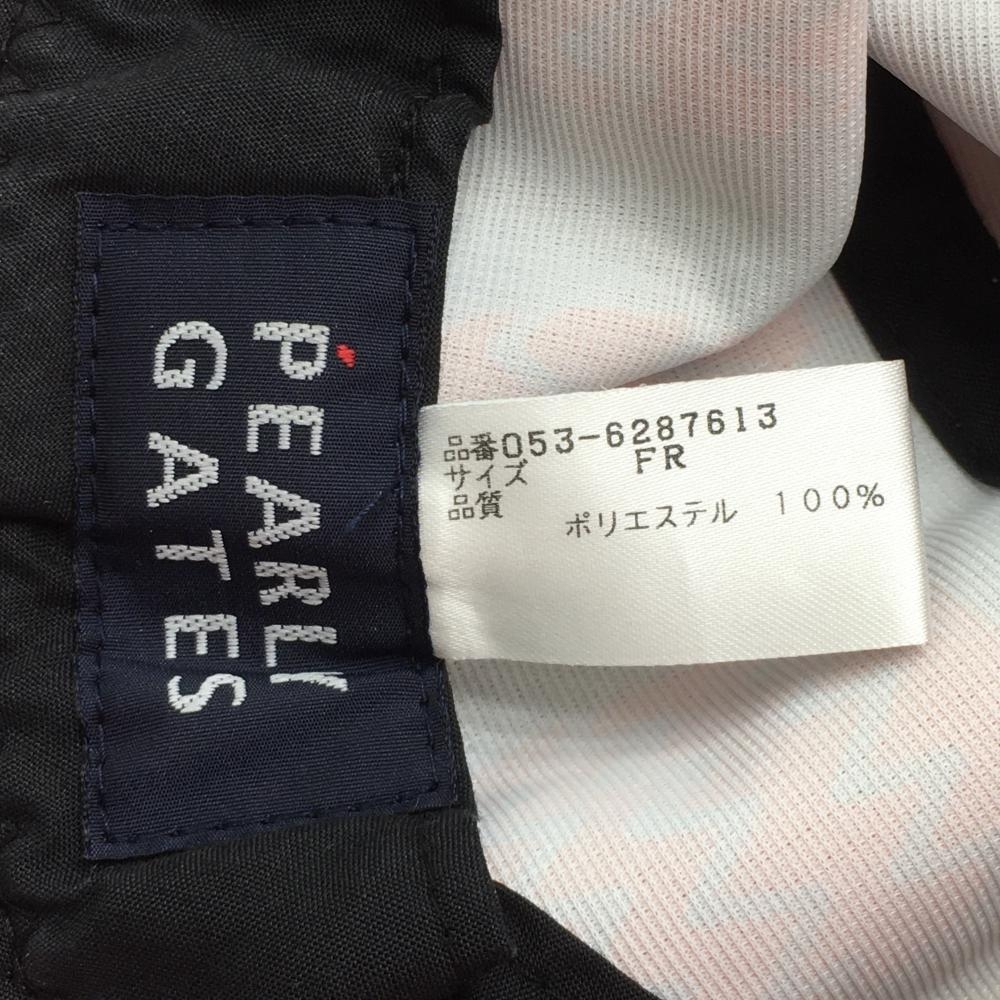 PEARLY
GATES
品番053-6287613
サイズ FR
品質
ポリエステル 100%